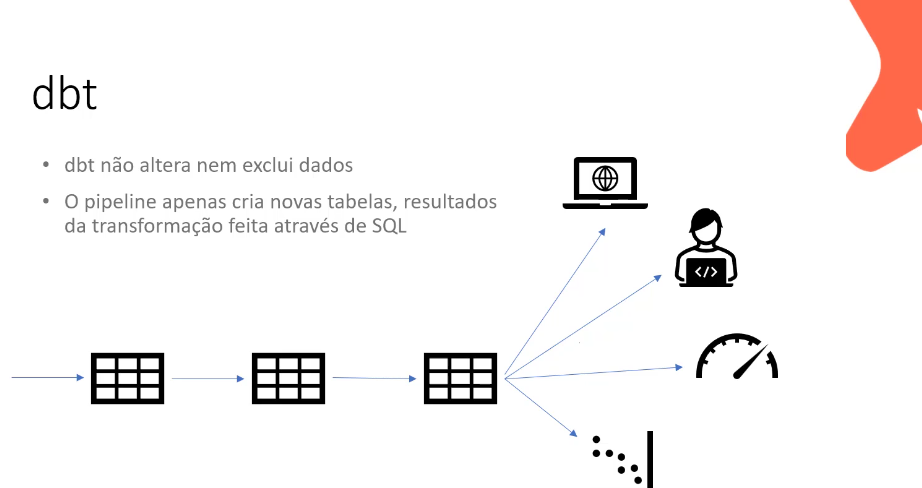 dbt
• dbt não altera nem exclui dados
• O pipeline apenas cria novas tabelas, resultados
da transformação feita através de SQL
</>